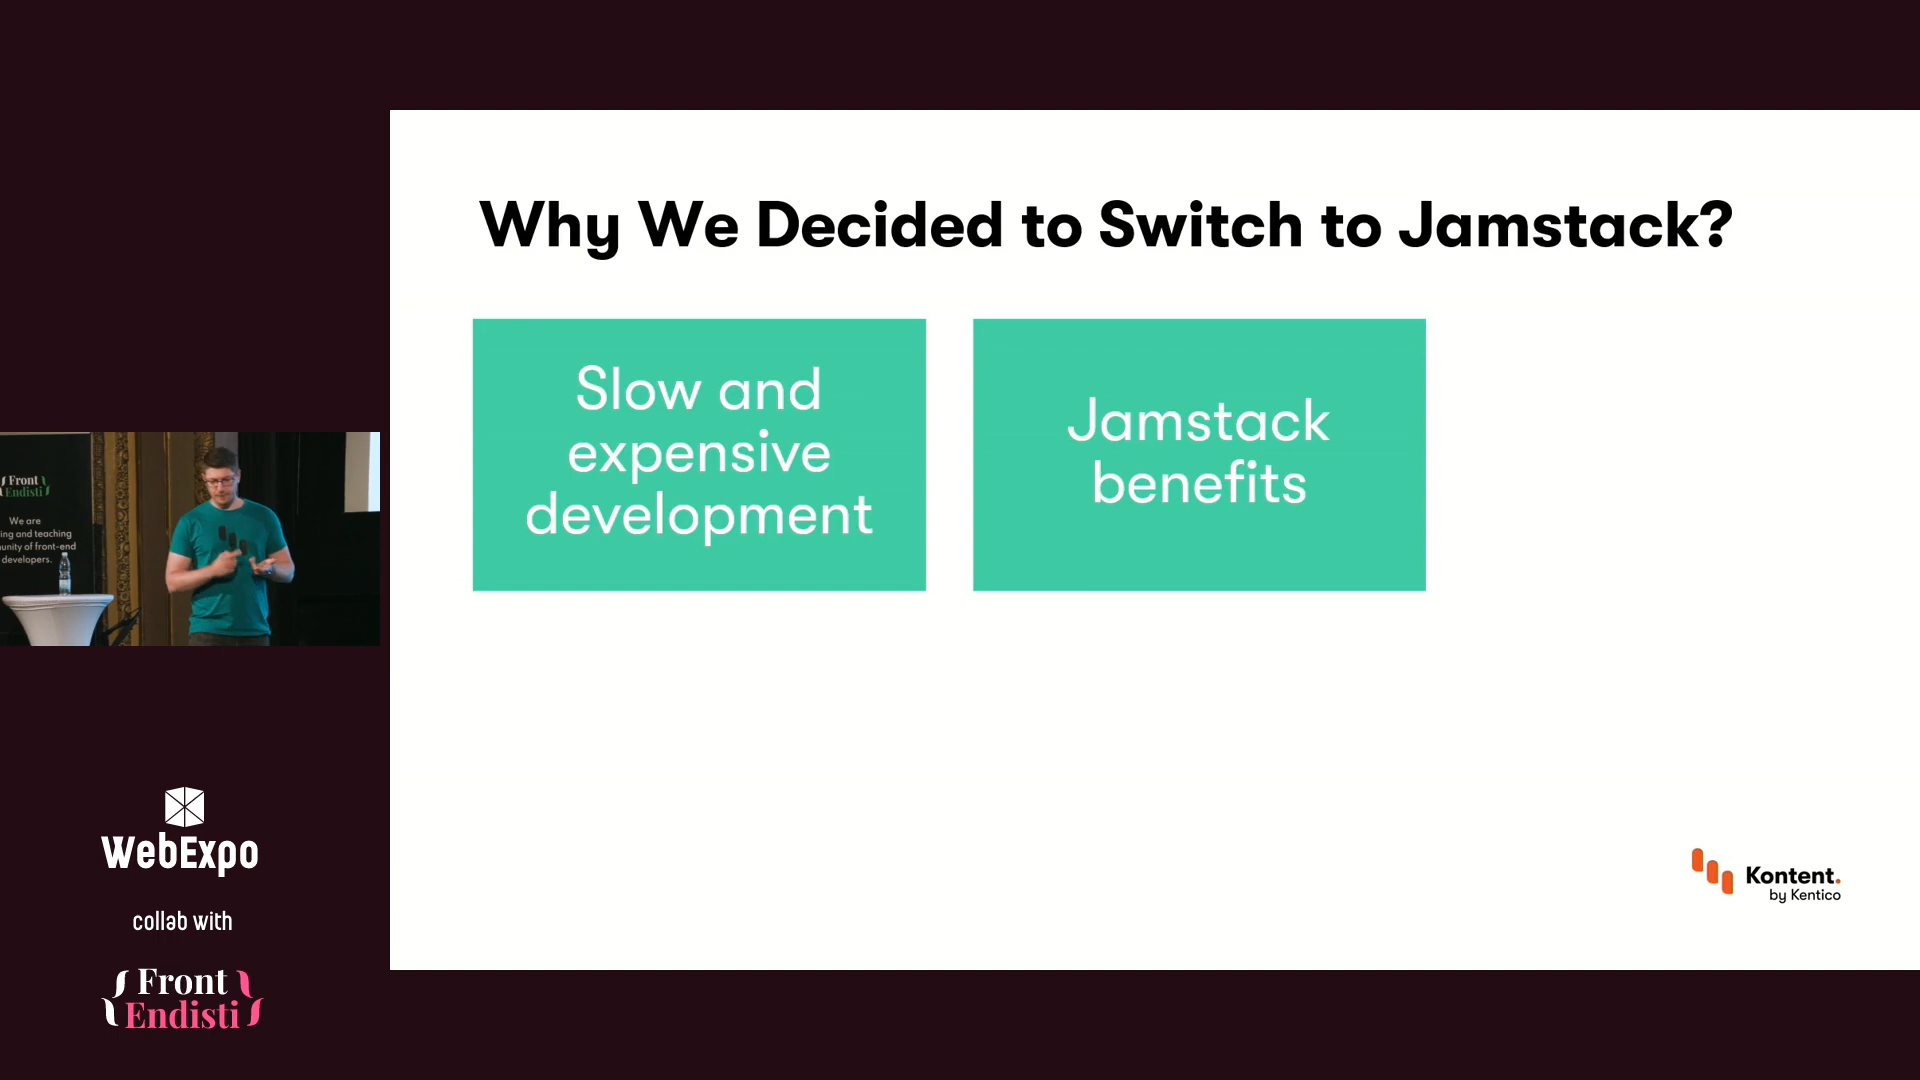 Why We Decided to Switch to Jamstack?
Slow and
expensive
development
Jamstack
benefits
Front
Endisti
We are
ing and teaching
unity of front-end
developers.
WebExpo
collab with
Front
Endisti
Kontent.
by Kentico